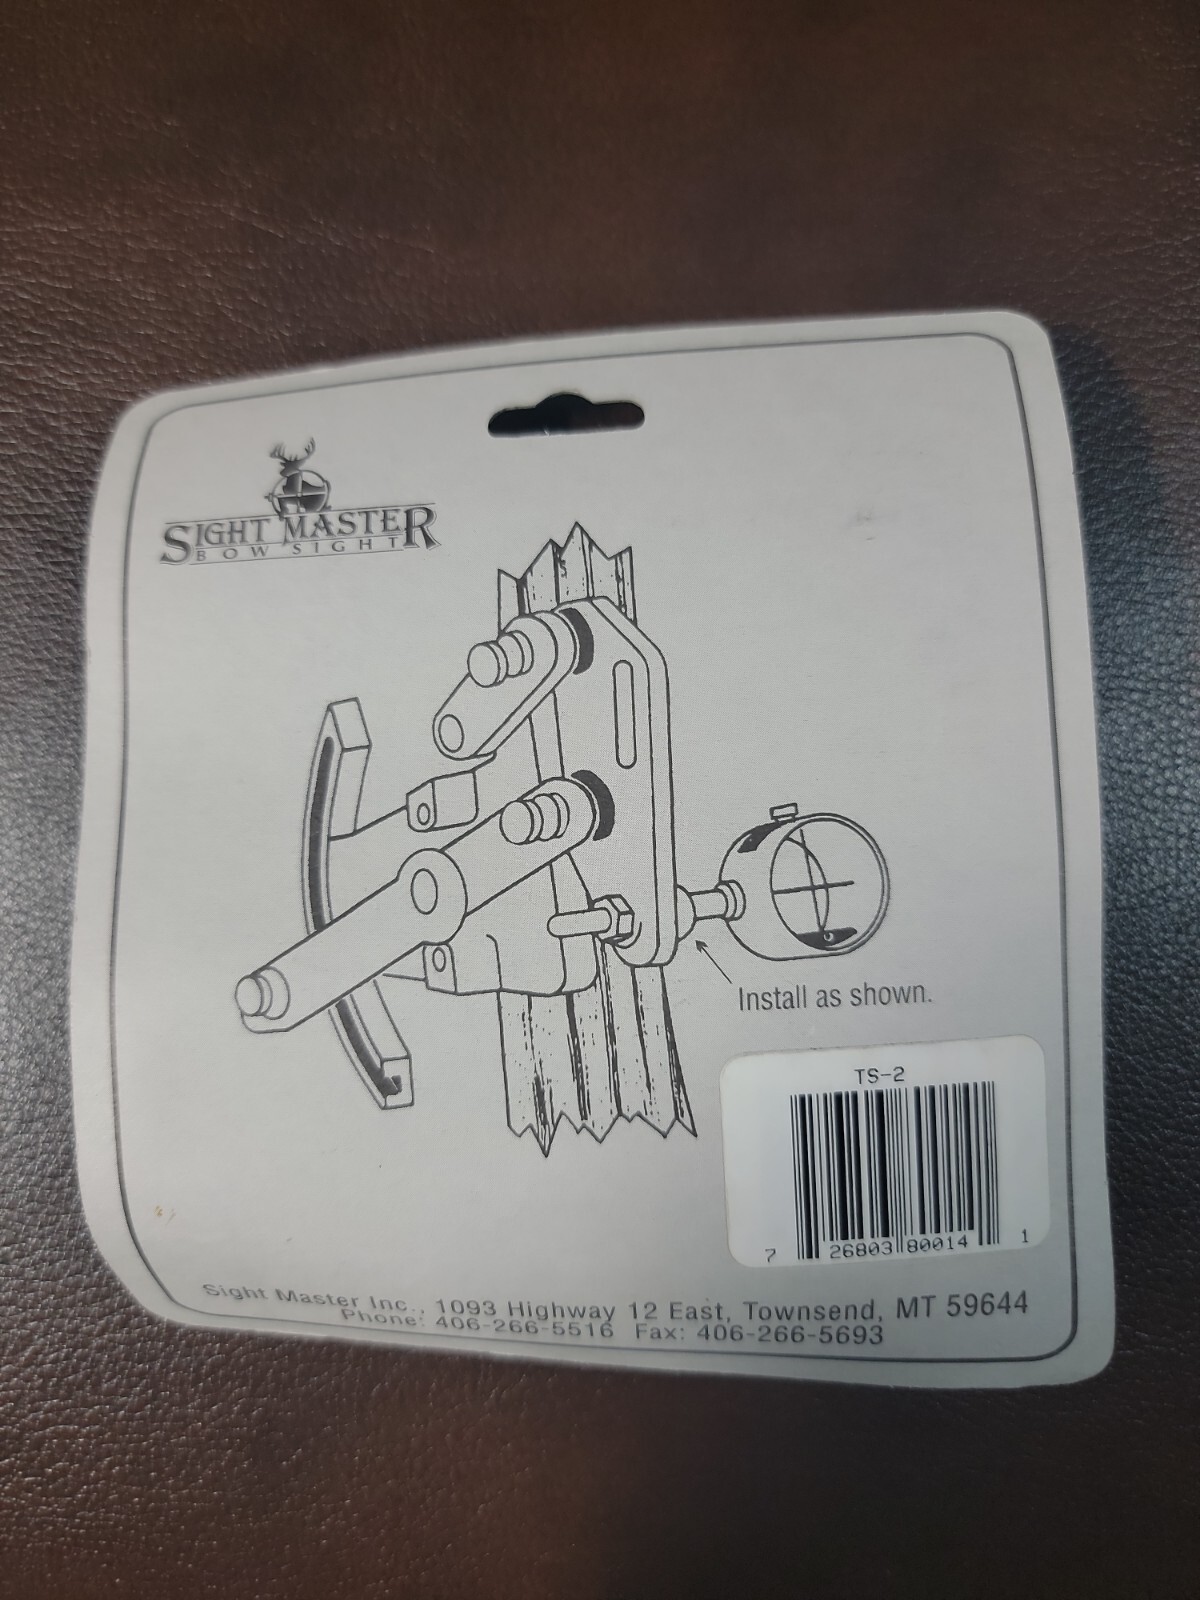 SIGHT MASTER
BOW SIGHT
Install as shown.
TS-2
7 26803 80014 1
Sight Master Inc., 1093 Highway 12 East, Townsend, MT 59644
Phone: 406-266-5516 Fax: 406-266-5693